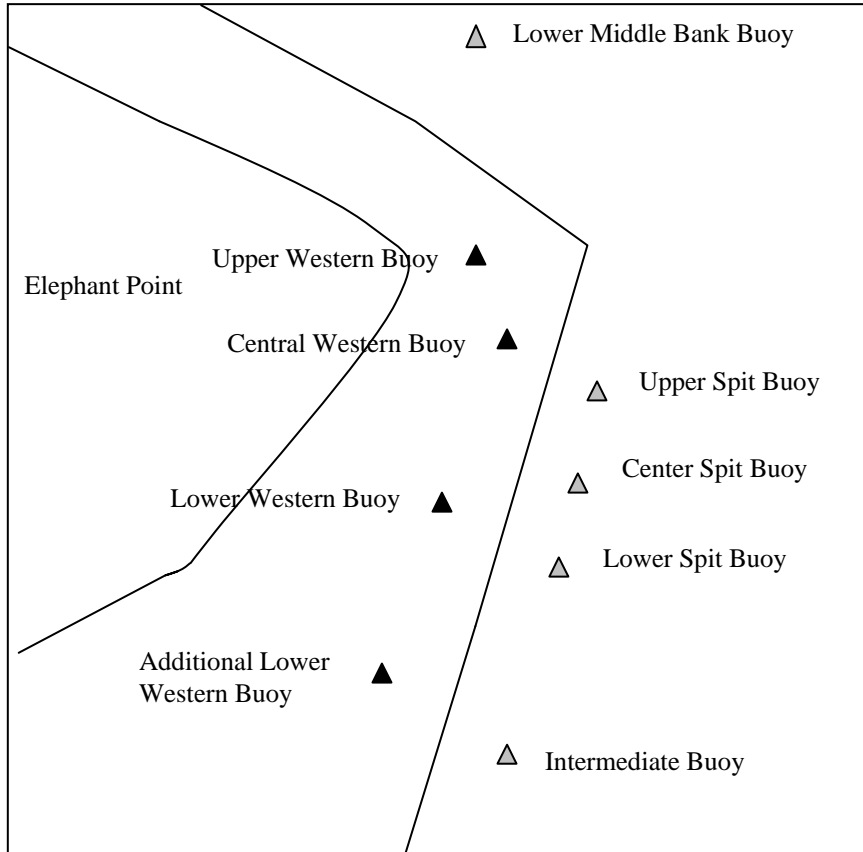 Lower Middle Bank Buoy
Upper Western Buoy
Elephant Point
Central Western Buoy
Upper Spit Buoy
Center Spit Buoy
Lower Western Buoy
Lower Spit Buoy
Additional Lower
Western Buoy
Intermediate Buoy